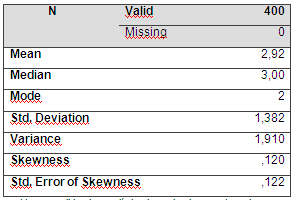 N Valid 400
Missing 0
Mean 2,92
Median 3,00
Mode 2
Std, Deviation 1,382
Variance 1,910
Skewness ,120
Std, Error of Skewness ,122